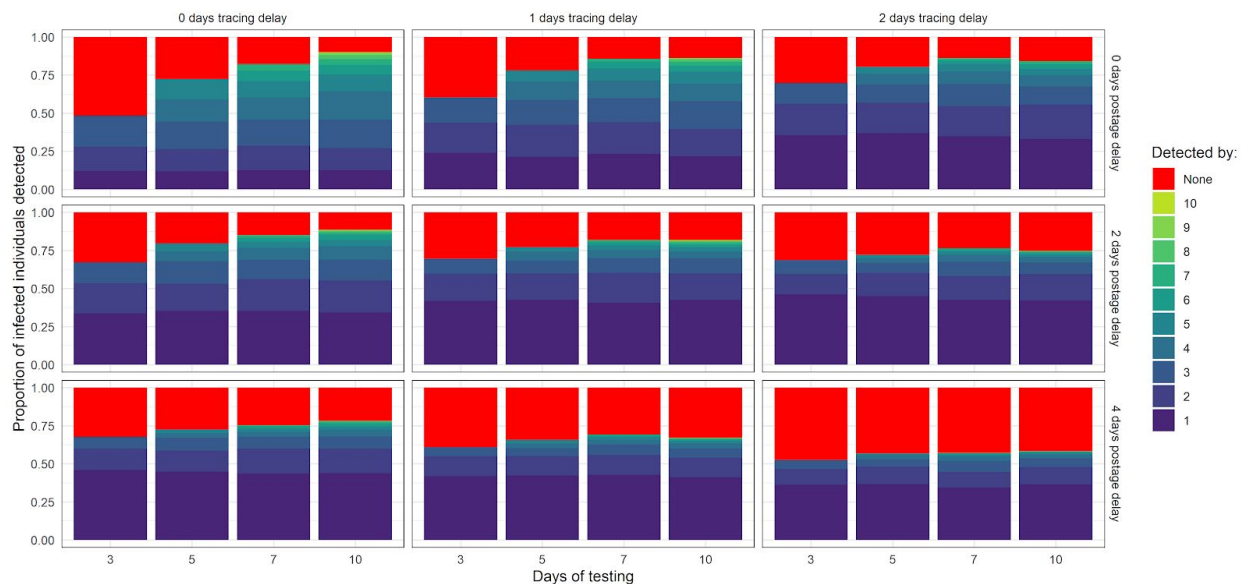 0 days tracing delay
1 days tracing delay
2 days tracing delay
Proportion of infected individuals detected
1.00
0.75
0.50
0.25
0.00
0 days postage delay
1.00
0.75
0.50
0.25
0.00
2 days postage delay
1.00
0.75
0.50
0.25
0.00
4 days postage delay
3 5 7 10
3 5 7 10
3 5 7 10
Days of testing
Detected by:
None
10
9
8
7
6
5
4
3
2
1